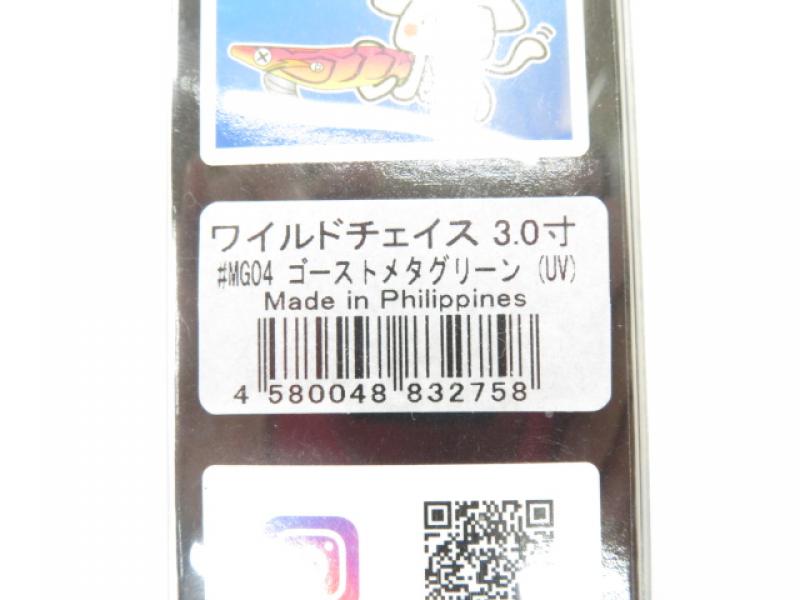 ワイルドチェイス 3.0寸
#MG04 ゴーストメタグリーン (UV)
Made in Philippines
4 580048 832758